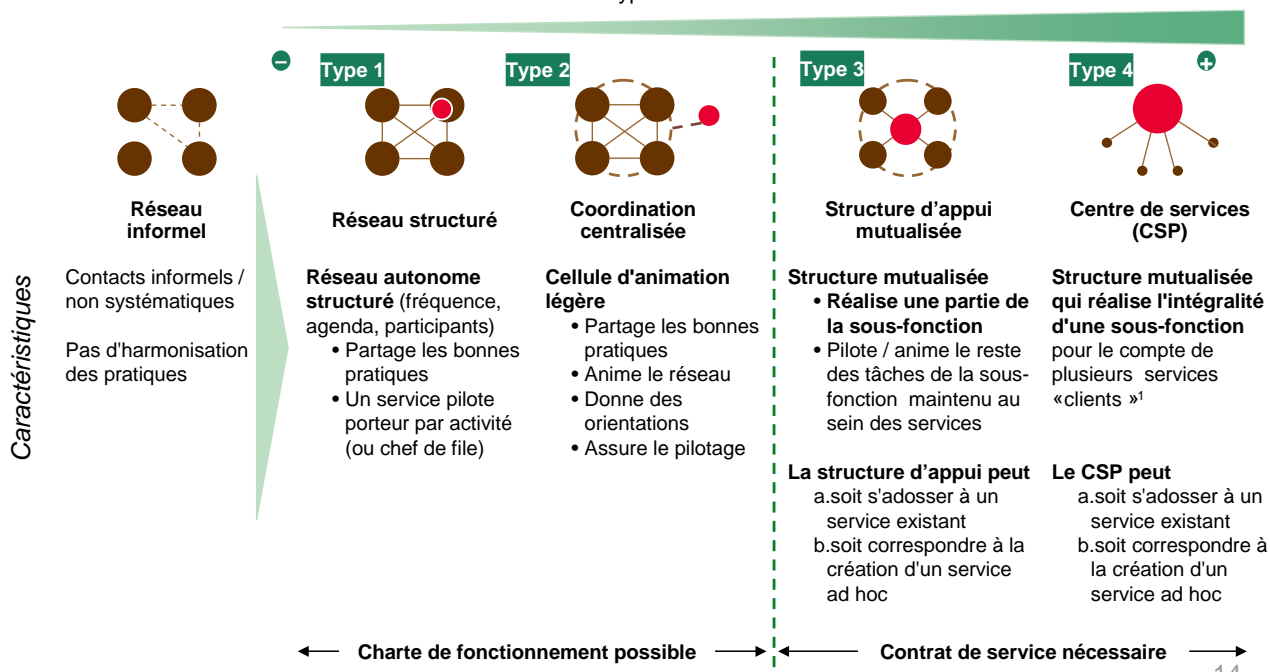 −
+
Type 1
Type 2
Type 3
Type 4
Réseau
informel
Réseau structuré
Coordination
centralisée
Structure d'appui
mutualisée
Centre de services
(CSP)
Caractéristiques
Contacts informels /
non systématiques
Pas d'harmonisation
des pratiques
Réseau autonome
structuré (fréquence,
agenda, participants)
• Partage les bonnes
pratiques
• Un service pilote
porteur par activité
(ou chef de file)
Cellule d'animation
légère
• Partage les bonnes
pratiques
• Anime le réseau
• Donne des
orientations
• Assure le pilotage
Structure mutualisée
• Réalise une partie de
la sous-fonction
• Pilote / anime le reste
des tâches de la sous-
fonction maintenu au
sein des services
La structure d'appui peut
a.soit s'adosser à un
service existant
b.soit correspondre à la
création d'un service
ad hoc
Structure mutualisée
qui réalise l'intégralité
d'une sous-fonction
pour le compte de
plusieurs services
«clients »¹
Le CSP peut
a.soit s'adosser à un
service existant
b.soit correspondre à
la création d'un
service ad hoc
Charte de fonctionnement possible
Contrat de service nécessaire